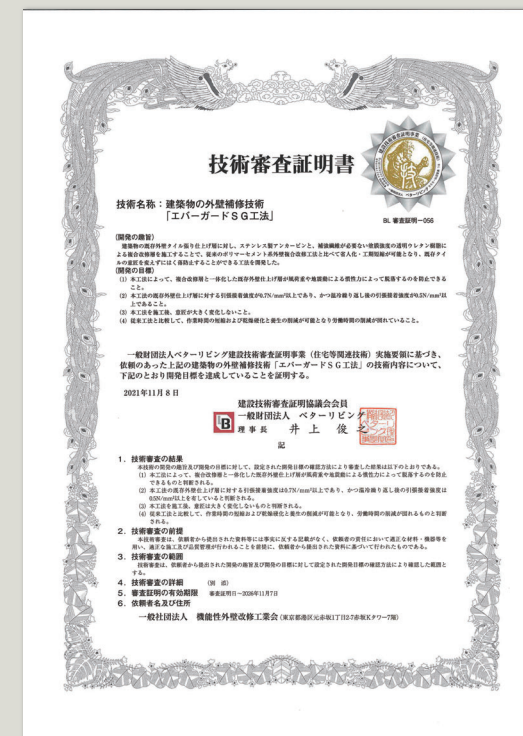 技術審査証明書
技術名称：建築物の外壁補修技術
「エバーガードＳＧ工法」
BL 審査証明－056
(開発の趣旨)
建築物の既存外壁タイル張り仕上げ層に対し、ステンレス製アンカーピンと、補強繊維が必要ない強靭強度の透明ウレタン樹脂に
よる複合改修層を施工することで、従来のポリマーセメント系外壁複合改修工法と比べて省人化・工期短縮が可能となり、既存タイ
ルの意匠を変えずにはく落防止することができる工法を開発した。
(開発の目標)
(1) 本工法によって、複合改修層と一体化した既存外壁仕上げ層が風荷重や地震動による慣性力によって脱落するのを防止できる
こと。
(2) 本工法の既存外壁仕上げ層に対する引張接着強度が0.7N/mm²以上であり、かつ温冷繰り返し後の引張接着強度が0.5N/mm²以
上であること。
(3) 本工法を施工後、意匠が大きく変化しないこと。
(4) 従来工法と比較して、作業時間の短縮および乾燥硬化と養生の削減が可能となり労働時間の削減が図れていること。
一般財団法人ベターリビング建設技術審査証明事業（住宅等関連技術）実施要領に基づき、
依頼のあった上記の建築物の外壁補修技術「エバーガードＳＧ工法」の技術内容について、
下記のとおり開発目標を達成していることを証明する。
2021年11月8日
建設技術審査証明協議会会員
一般財団法人 ベターリビング
理事長 井上俊之
記
1．技術審査の結果
本技術の開発の趣旨及び開発の目標に対して、設定された開発目標の確認方法により審査した結果は以下のとおりである。
(1) 本工法によって、複合改修層と一体化した既存外壁仕上げ層が風荷重や地震動による慣性力によって脱落するのを防止
できるものと判断される。
(2) 本工法の既存外壁仕上げ層に対する引張接着強度は0.7N/mm²以上であり、かつ温冷繰り返し後の引張接着強度は
0.5N/mm²以上を有していると判断される。
(3) 本工法を施工後、意匠は大きく変化しないものと判断される。
(4) 従来工法と比較して、作業時間の短縮および乾燥硬化と養生の削減が可能となり、労働時間の削減が図れるものと判断
される。
2．技術審査の前提
本技術審査は、依頼者から提出された資料等には事実に反する記載がなく、依頼者の責任において適正な材料・機器等を
用い、適正な施工及び品質管理が行われることを前提に、依頼者から提出された資料に基づいて行われたものである。
3．技術審査の範囲
技術審査は、依頼者から提出された開発の趣旨及び開発の目標に対して設定された開発目標の確認方法により確認した範囲と
する。
4．技術審査の詳細 （別 添）
5．審査証明の有効期限 審査証明日～2026年11月7日
6．依頼者名及び住所
一般社団法人 機能性外壁改修工業会（東京都港区元赤坂1丁目2-7赤坂Kタワー7階）